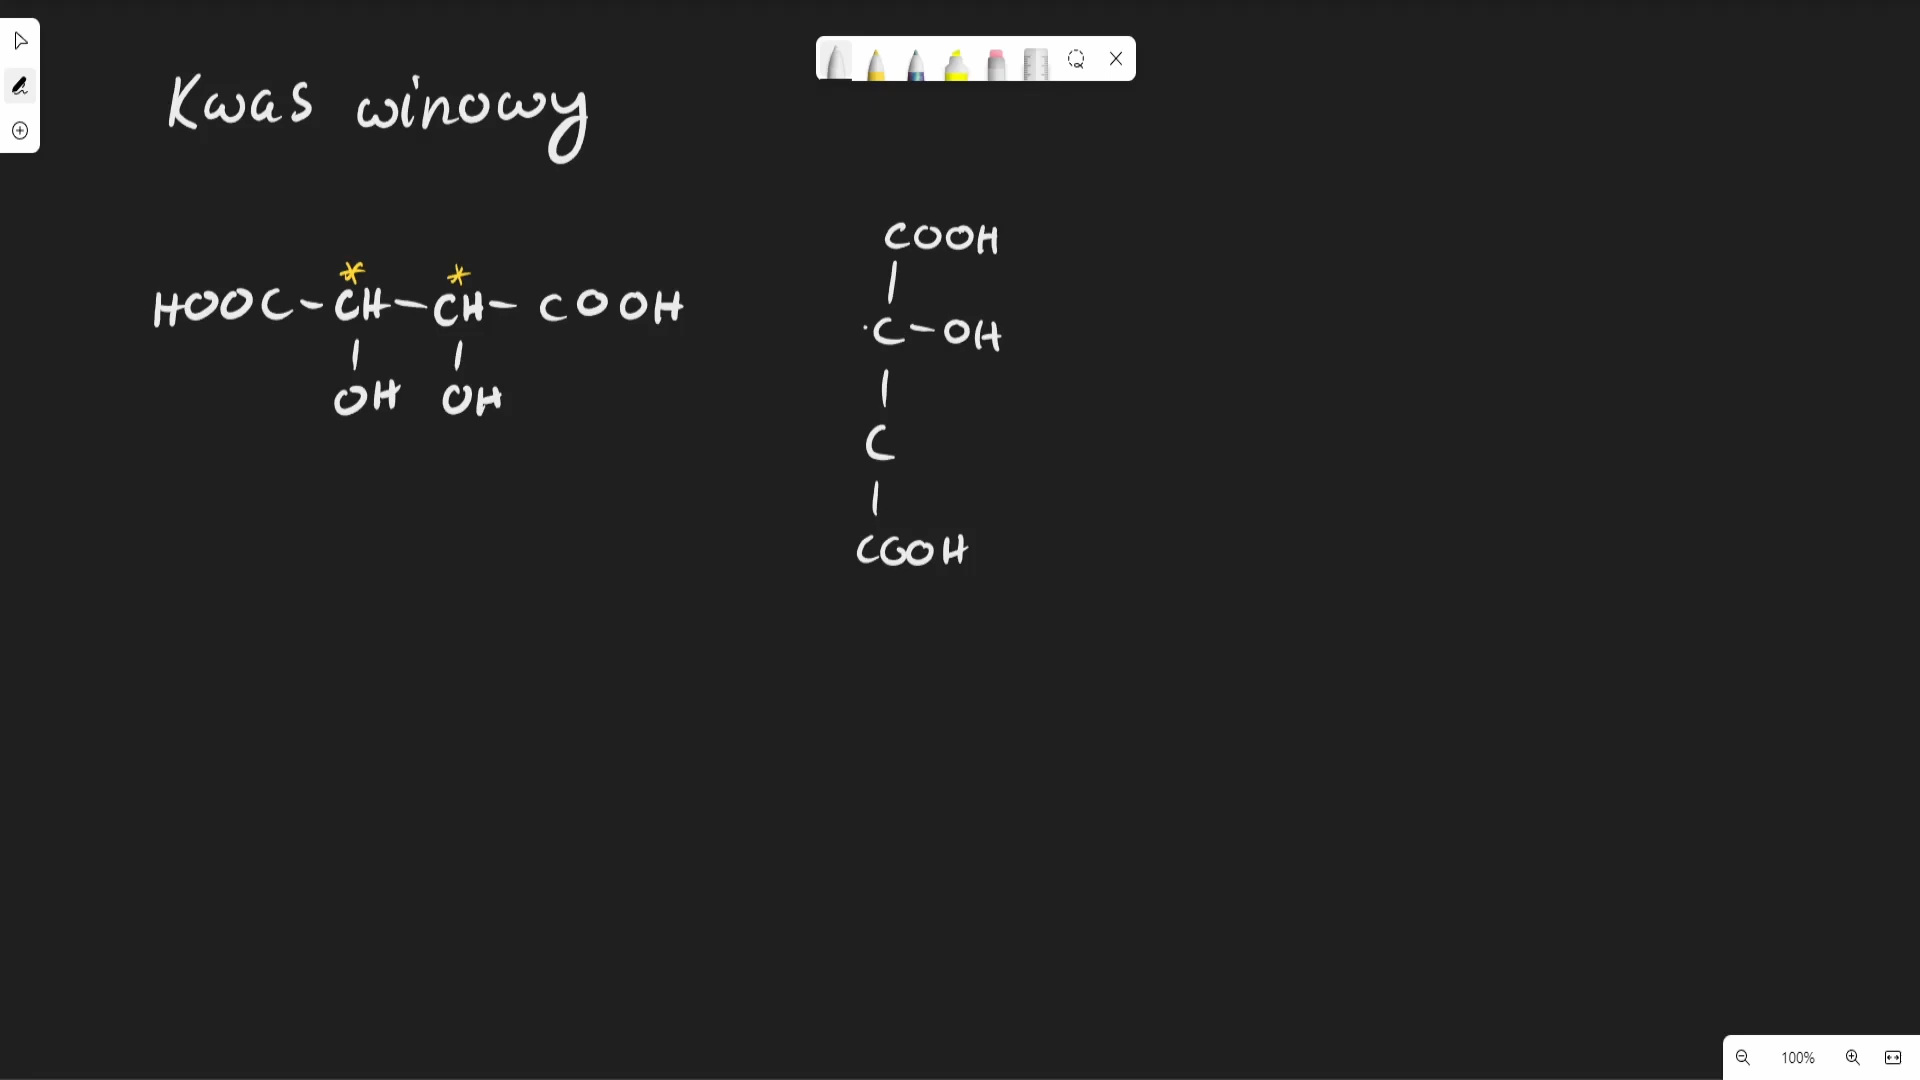 Kwas winowy
* *
HOOC-CH-CH-COOH
| |
OH OH
COOH
|
·C-OH
|
C
|
COOH
100%